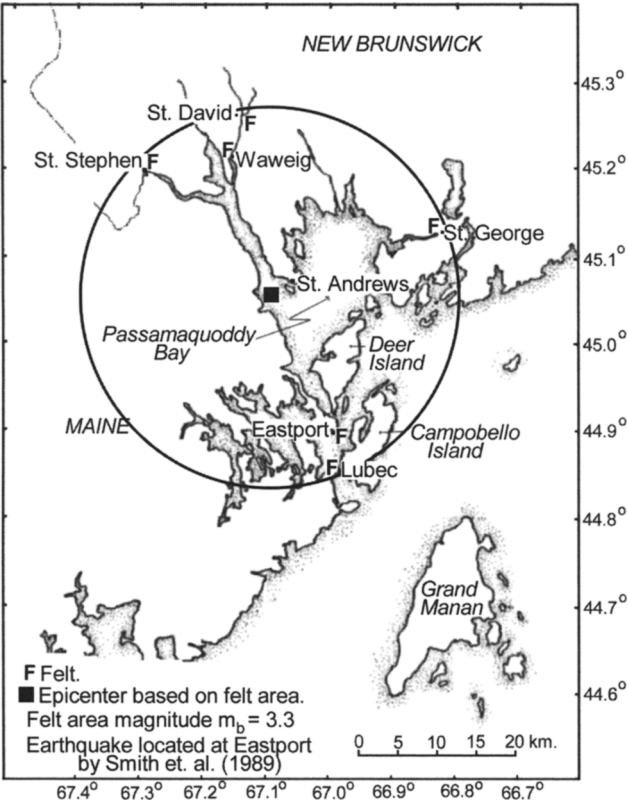 NEW BRUNSWICK
45.3°
St. David
F
F
St. Stephen F
Waweig
45.2°
F
St. George
45.1°
St. Andrews
Passamaquoddy
Bay
Deer
Island
45.0°
MAINE
Eastport
F
Campobello
Island
44.9°
F Lubec
44.8°
Grand
Manan
44.7°
F Felt.
Epicenter based on felt area.
44.6°
Felt area magnitude mb = 3.3
Earthquake located at Eastport
by Smith et. al. (1989)
0 5 10 15 20 km.
67.4° 67.3° 67.2° 67.1° 67.0° 66.9° 66.8° 66.7°